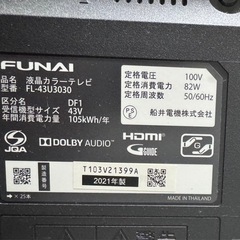 FUNAI
品名 液晶カラーテレビ
型名 FL-43U3030
区分名 DF1
受信機型サイズ 43V
年間消費電力量 105kWh/年
定格電圧: 100V
定格消費電力: 82W
定格周波数: 50/60Hz
船井電機株式会社
JQA
DOLBY AUDIO™
HDMI
G GUIDE
T103V21399A
2021年製
→ × 25本
MADE IN THAILAND